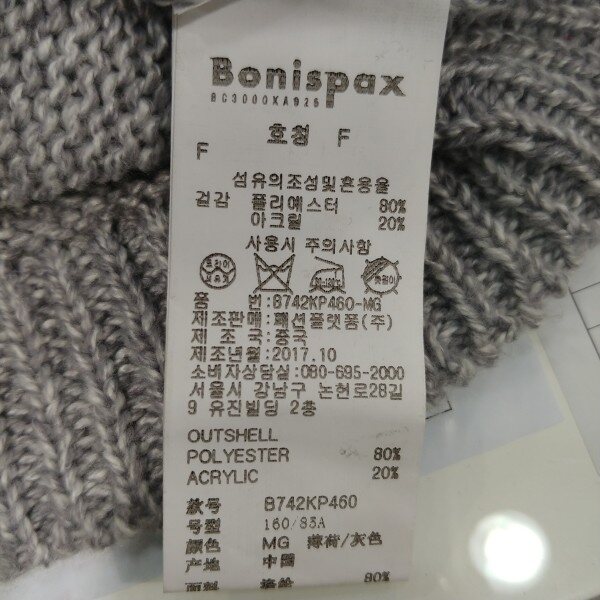 Bonispax
BC3000XA926
호칭 F
F
섬유의조성및혼용율
겉감 폴리에스터 80%
아크릴 20%
사용시 주의사항
품 번:B742KP460-MG
제조판매:패션플랫폼(주)
제 조 국:중국
제조년월:2017.10
소비자상담실:080-695-2000
서울시 강남구 논현로28길
9 유진빌딩 2층
OUTSHELL
POLYESTER 80%
ACRYLIC 20%
款号 B742KP460
号型 160/83A
颜色 MG 薄荷/灰色
产地 中国
面料 80%